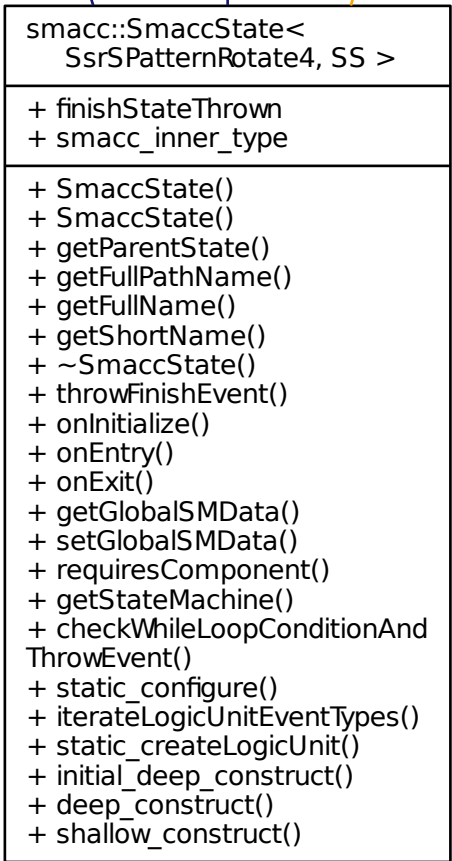 smacc::SmaccState<
SsrSPatternRotate4, SS >
+ finishStateThrown
+ smacc_inner_type
+ SmaccState()
+ SmaccState()
+ getParentState()
+ getFullPathName()
+ getFullName()
+ getShortName()
+ ~SmaccState()
+ throwFinishEvent()
+ onInitialize()
+ onEntry()
+ onExit()
+ getGlobalSMData()
+ setGlobalSMData()
+ requiresComponent()
+ getStateMachine()
+ checkWhileLoopConditionAnd
ThrowEvent()
+ static_configure()
+ iterateLogicUnitEventTypes()
+ static_createLogicUnit()
+ initial_deep_construct()
+ deep_construct()
+ shallow_construct()